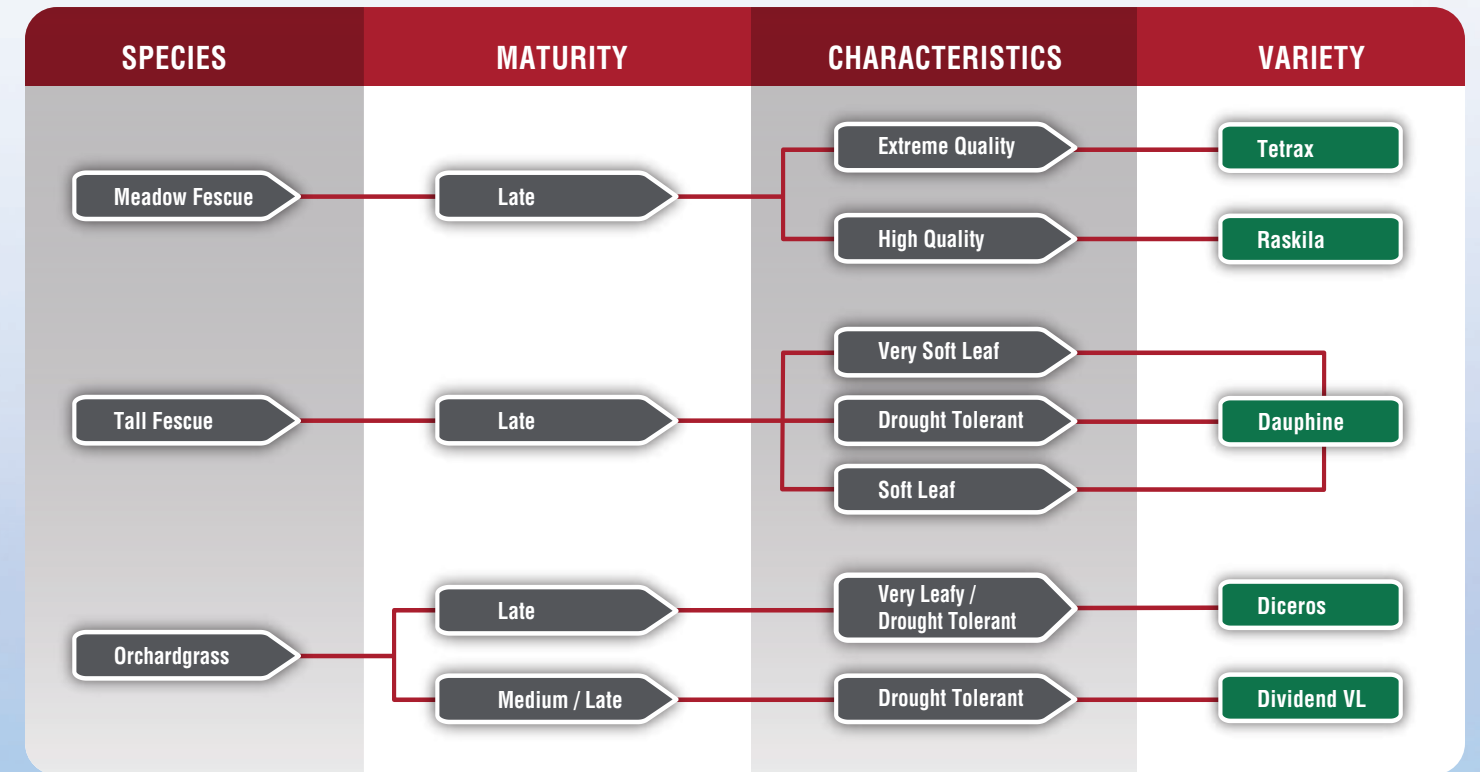 SPECIES MATURITY CHARACTERISTICS VARIETY
Meadow Fescue
Late
Extreme Quality
Tetrax
High Quality
Raskila
Tall Fescue
Late
Very Soft Leaf
Drought Tolerant
Soft Leaf
Dauphine
Orchardgrass
Late
Very Leafy /
Drought Tolerant
Diceros
Medium / Late
Drought Tolerant
Dividend VL